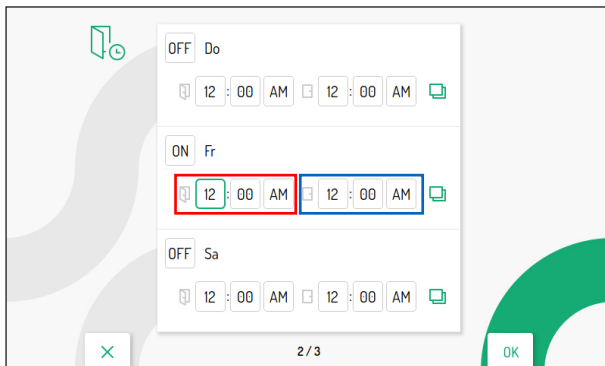 OFF Do
12 : 00 AM 12 : 00 AM
ON Fr
12 : 00 AM 12 : 00 AM
OFF Sa
12 : 00 AM 12 : 00 AM
2/3
OK